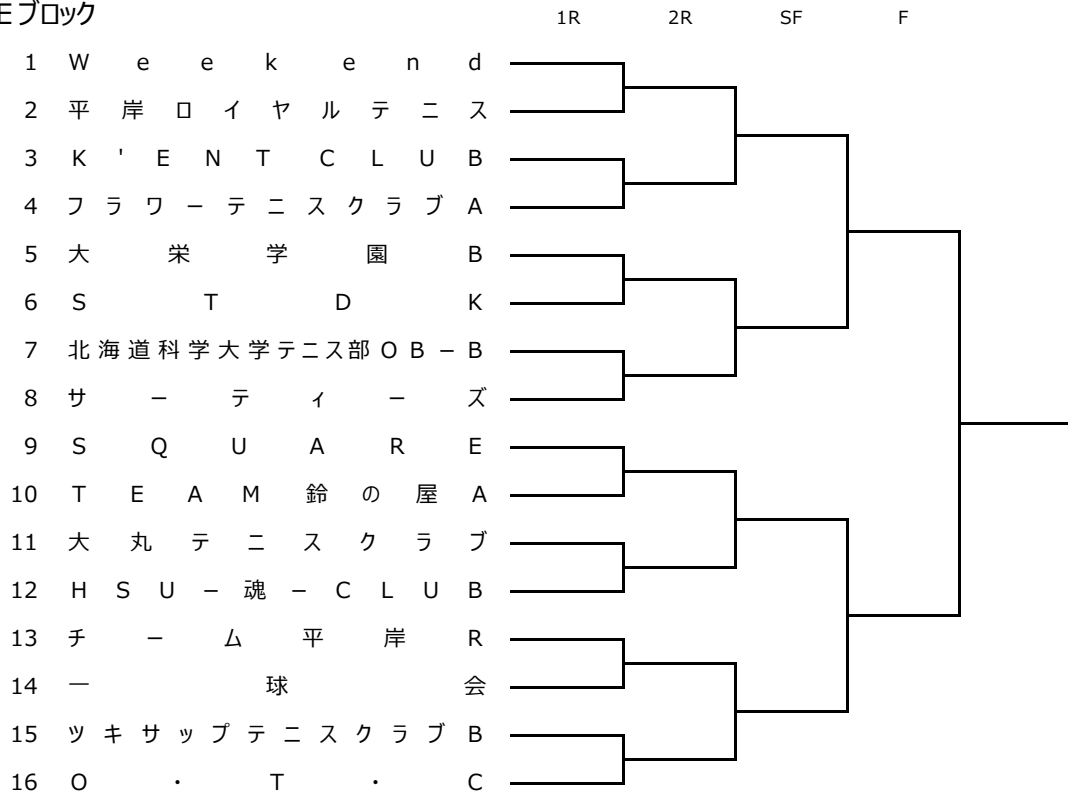 Eブロック 1R 2R SF F
1 Weekend
2 平岸ロイヤルテニス
3 K'ENT CLUB
4 フラワーテニスクラブA
5 大栄学園B
6 STDK
7 北海道科学大学テニス部OB－B
8 サーティーズ
9 SQUARE
10 TEAM鈴の屋A
11 大丸テニスクラブ
12 HSU－魂－CLUB
13 チーム平岸R
14 一球会
15 ツキサップテニスクラブB
16 O・T・C